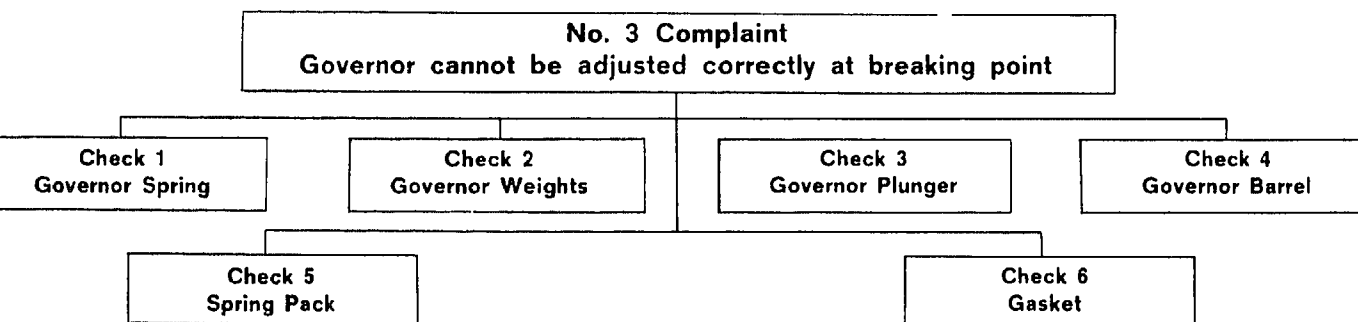 No. 3 Complaint
Governor cannot be adjusted correctly at breaking point
Check 1
Governor Spring
Check 2
Governor Weights
Check 3
Governor Plunger
Check 4
Governor Barrel
Check 5
Spring Pack
Check 6
Gasket